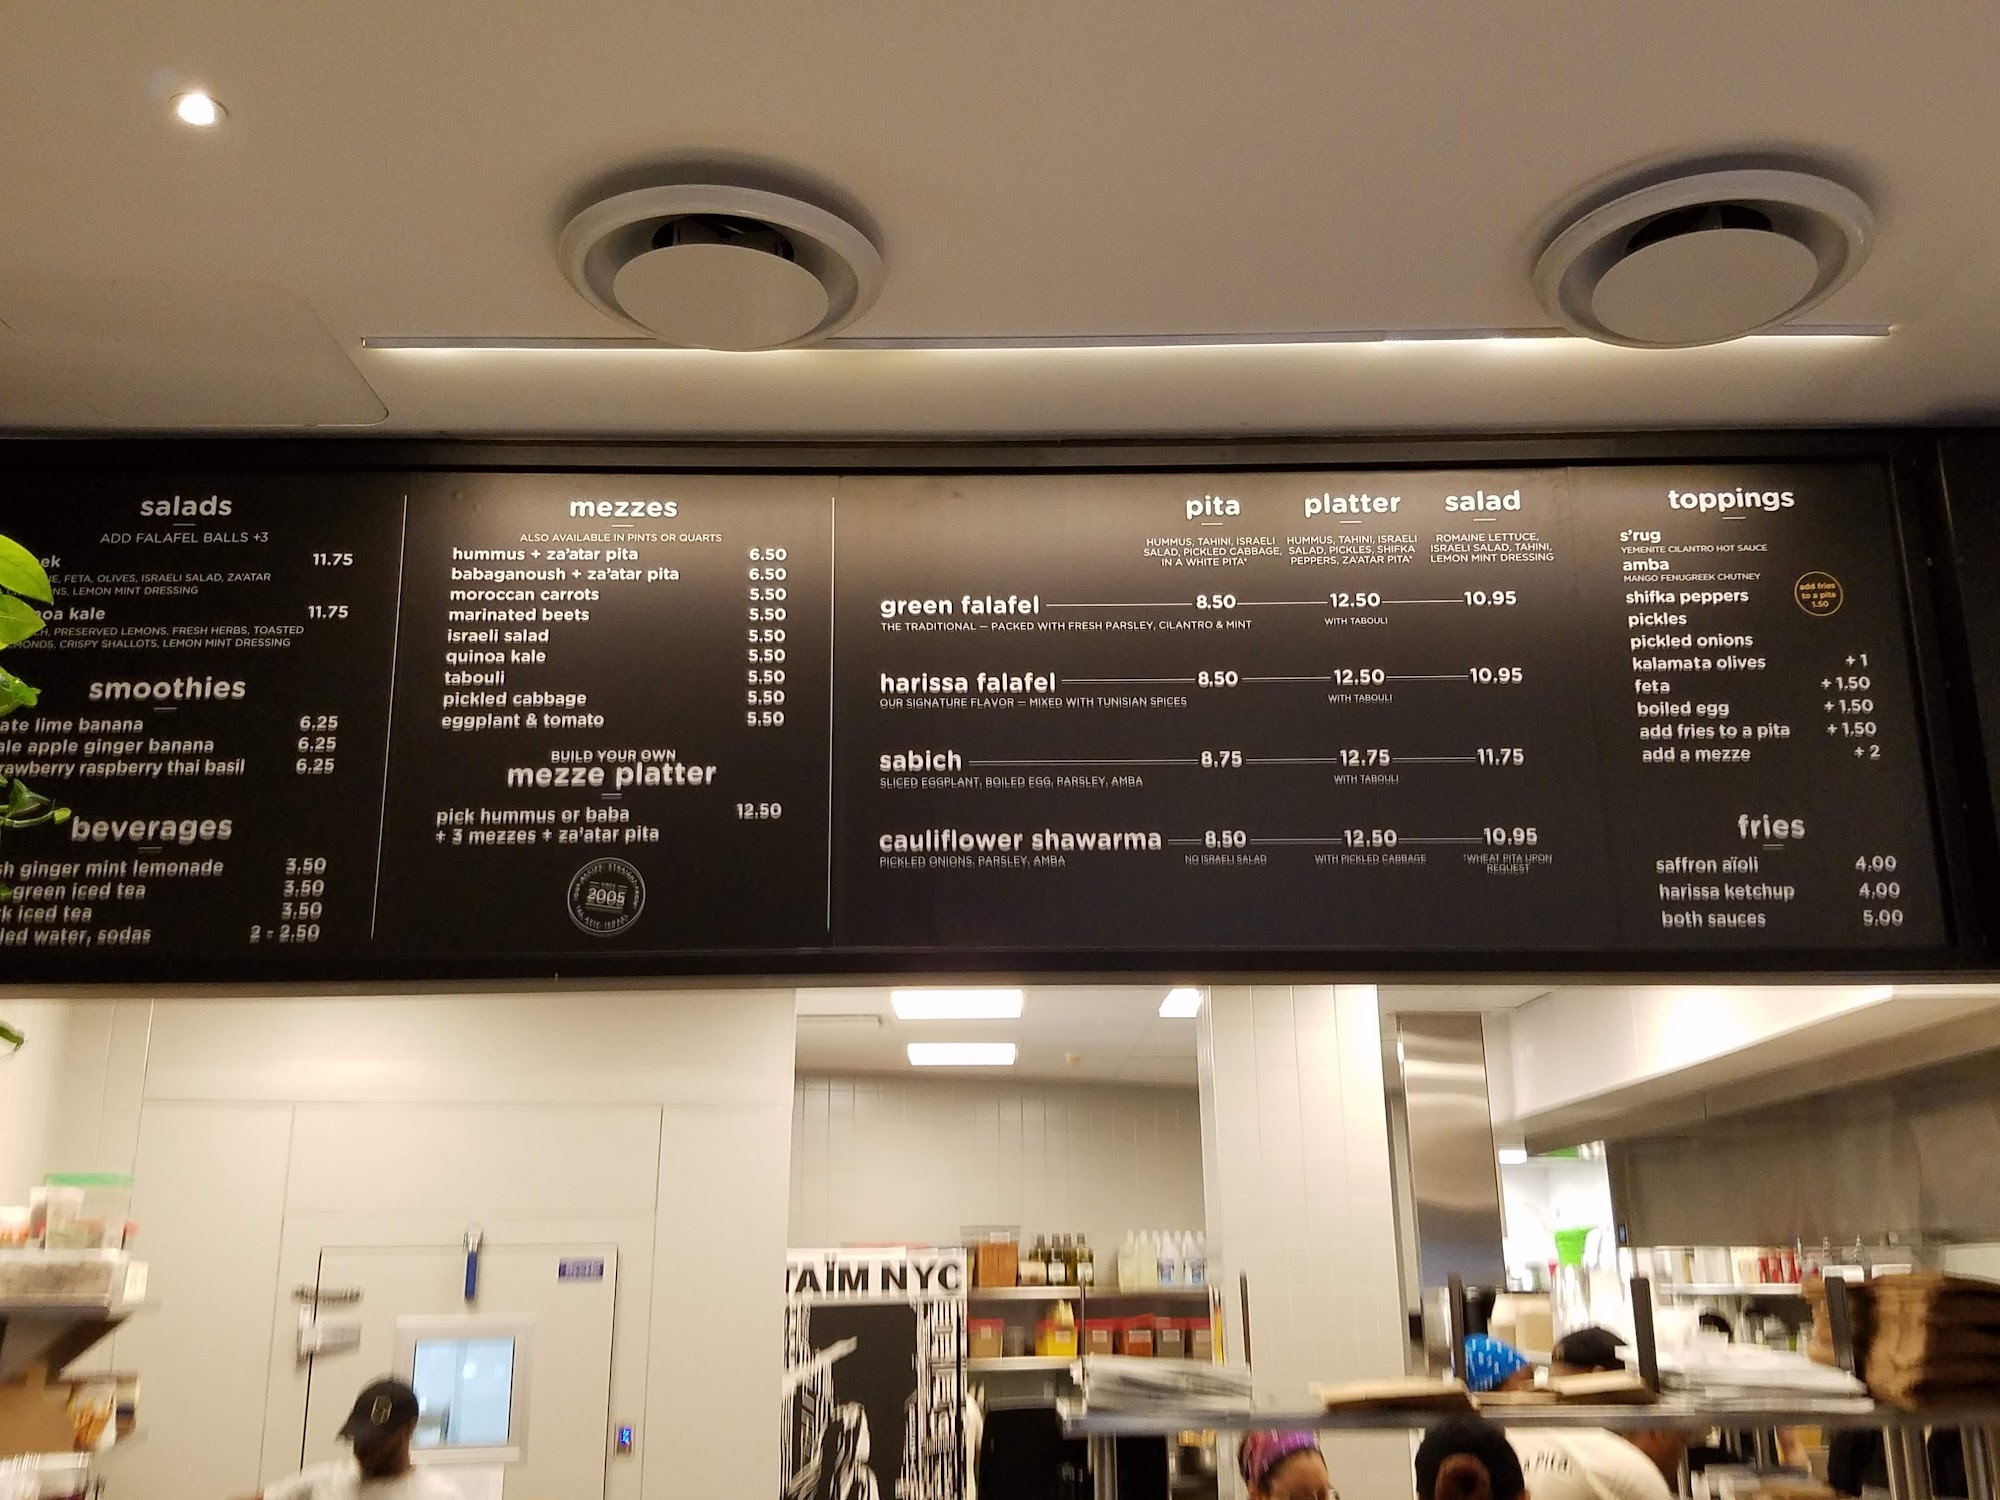 salads
ADD FALAFEL BALLS +3
11.75
FETA, OLIVES, ISRAELI SALAD, ZA'ATAR
LEMON MINT DRESSING
kale 11.75
PRESERVED LEMONS, FRESH HERBS, TOASTED
CRISPY SHALLOTS, LEMON MINT DRESSING
smoothies
lime banana 6.25
apple ginger banana 6.25
raspberry thai basil 6.25
beverages
ginger mint lemonade 3.50
green iced tea 3.50
iced tea 3.50
water, sodas 2 - 2.50
mezzes
ALSO AVAILABLE IN PINTS OR QUARTS
hummus + za'atar pita 6.50
babaganoush + za'atar pita 6.50
moroccan carrots 5.50
marinated beets 5.50
israeli salad 5.50
quinoa kale 5.50
tabouli 5.50
pickled cabbage 5.50
eggplant & tomato 5.50
BUILD YOUR OWN
mezze platter
pick hummus or baba 12.50
+ 3 mezzes + za'atar pita
2005
pita platter salad
HUMMUS, TAHINI, ISRAELI HUMMUS, TAHINI, ISRAELI ROMAINE LETTUCE,
SALAD, PICKLED CABBAGE, SALAD, PICKLES, SHIFKA ISRAELI SALAD, TAHINI,
IN A WHITE PITA* PEPPERS, ZA'ATAR PITA* LEMON MINT DRESSING
green falafel 8.50 12.50 10.95
THE TRADITIONAL — PACKED WITH FRESH PARSLEY, CILANTRO & MINT WITH TABOULI
harissa falafel 8.50 12.50 10.95
OUR SIGNATURE FLAVOR — MIXED WITH TUNISIAN SPICES WITH TABOULI
sabich 8.75 12.75 11.75
SLICED EGGPLANT, BOILED EGG, PARSLEY, AMBA WITH TABOULI
cauliflower shawarma 8.50 12.50 10.95
PICKLED ONIONS, PARSLEY, AMBA NO ISRAELI SALAD WITH PICKLED CABBAGE *WHEAT PITA UPON
REQUEST
toppings
s'rug
YEMENITE CILANTRO HOT SAUCE
amba
MANGO FENUGREEK CHUTNEY
shifka peppers
pickles
pickled onions
kalamata olives +1
feta +1.50
boiled egg +1.50
add fries to a pita +1.50
add a mezze +2
add fries
to a pita
1.50
fries
saffron aïoli 4.00
harissa ketchup 4.00
both sauces 5.00
TAÏM NYC
Pita